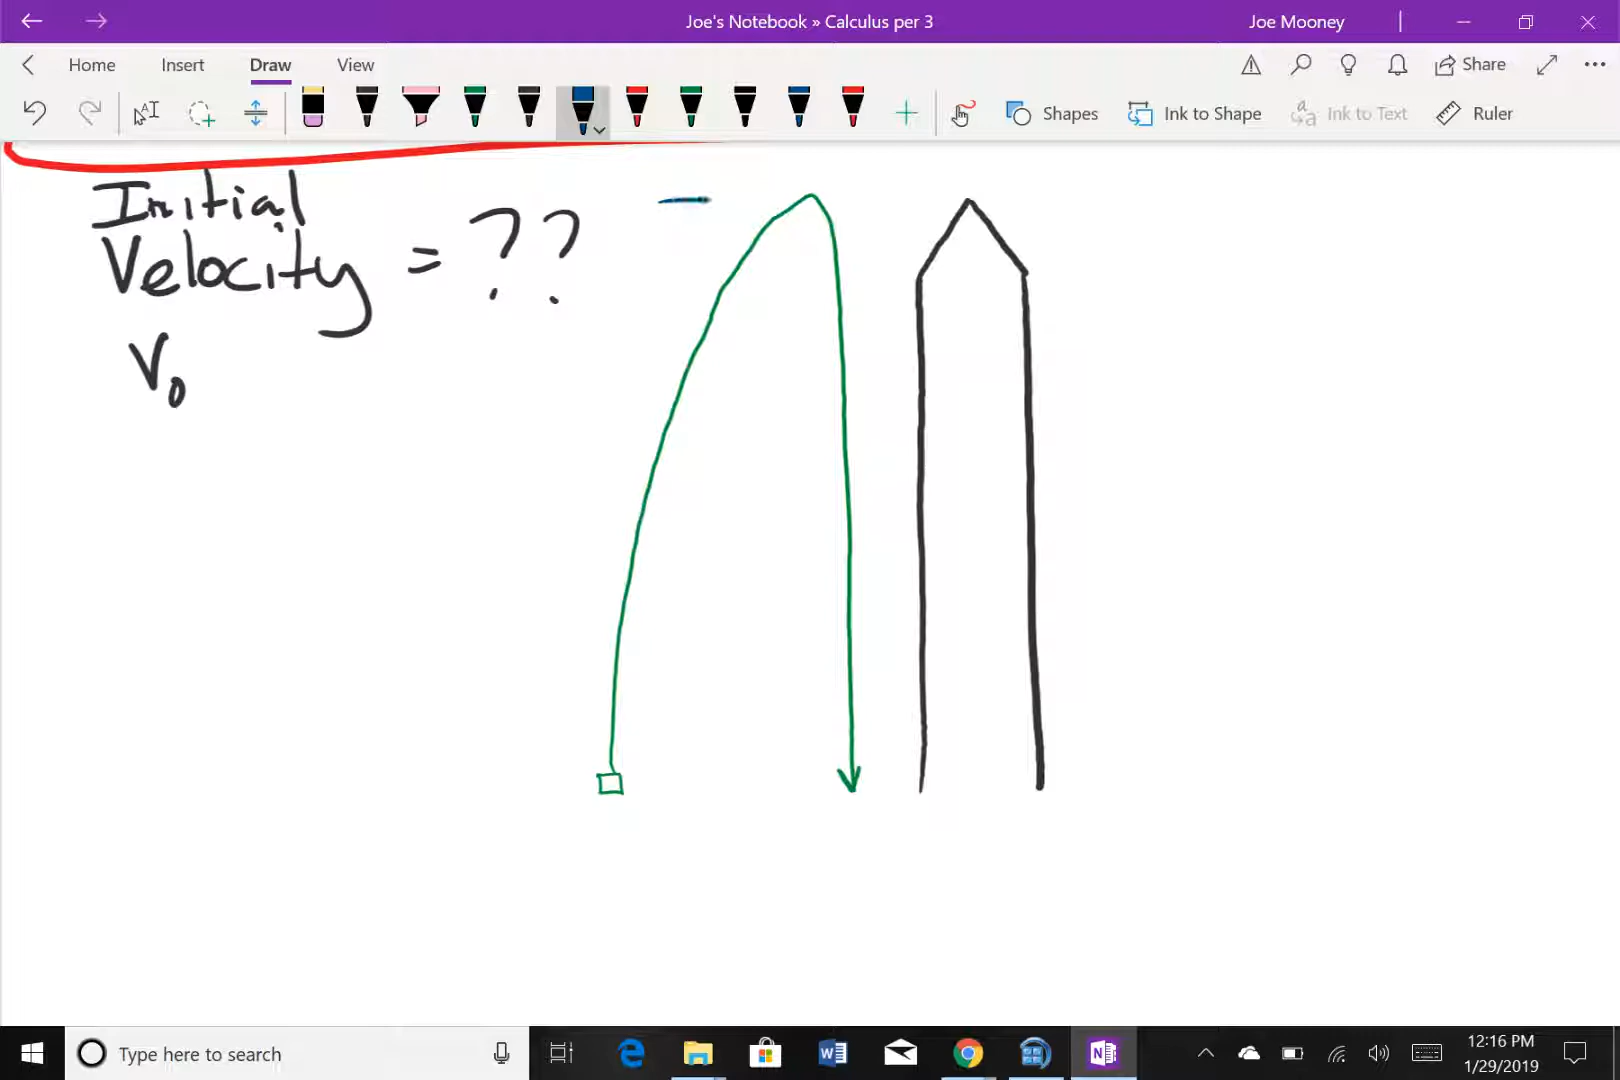 Joe's Notebook » Calculus per 3
Joe Mooney
Home Insert Draw View
Share
Shapes Ink to Shape Ink to Text Ruler
Initial
Velocity = ??
V₀
Type here to search
12:16 PM
1/29/2019